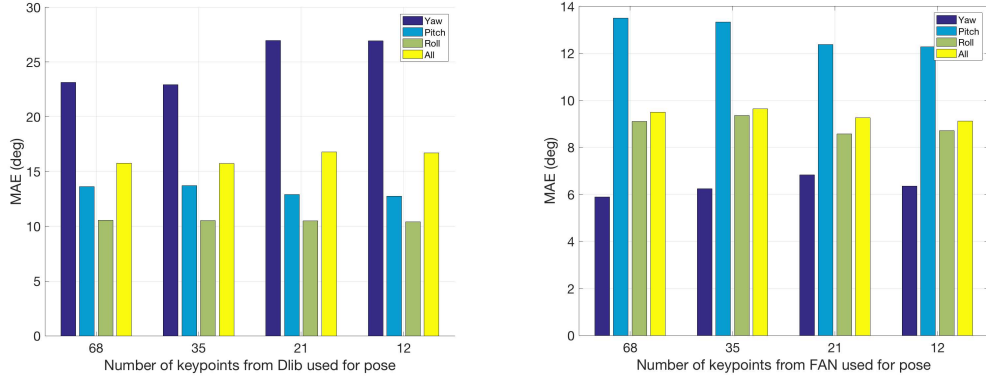 30
25
20
15
10
5
0
MAE (deg)
Yaw
Pitch
Roll
All
68 35 21 12
Number of keypoints from Dlib used for pose
14
12
10
8
6
4
2
0
MAE (deg)
Yaw
Pitch
Roll
All
68 35 21 12
Number of keypoints from FAN used for pose